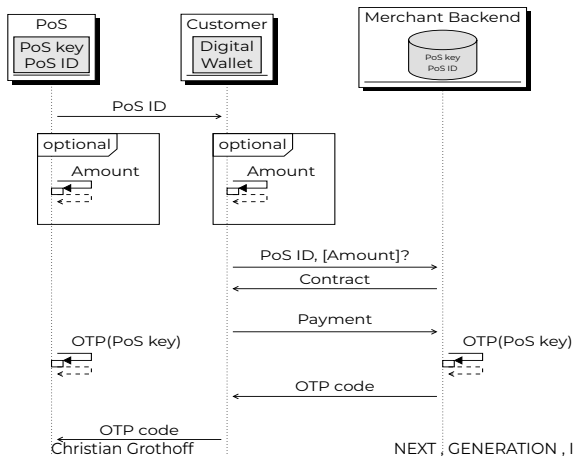 PoS
PoS key
PoS ID
Customer
Digital
Wallet
Merchant Backend
PoS key
PoS ID
PoS ID
optional
Amount
optional
Amount
PoS ID, [Amount]?
Contract
Payment
OTP(PoS key)
OTP(PoS key)
OTP code
OTP code
Christian Grothoff
NEXT , GENERATION , I